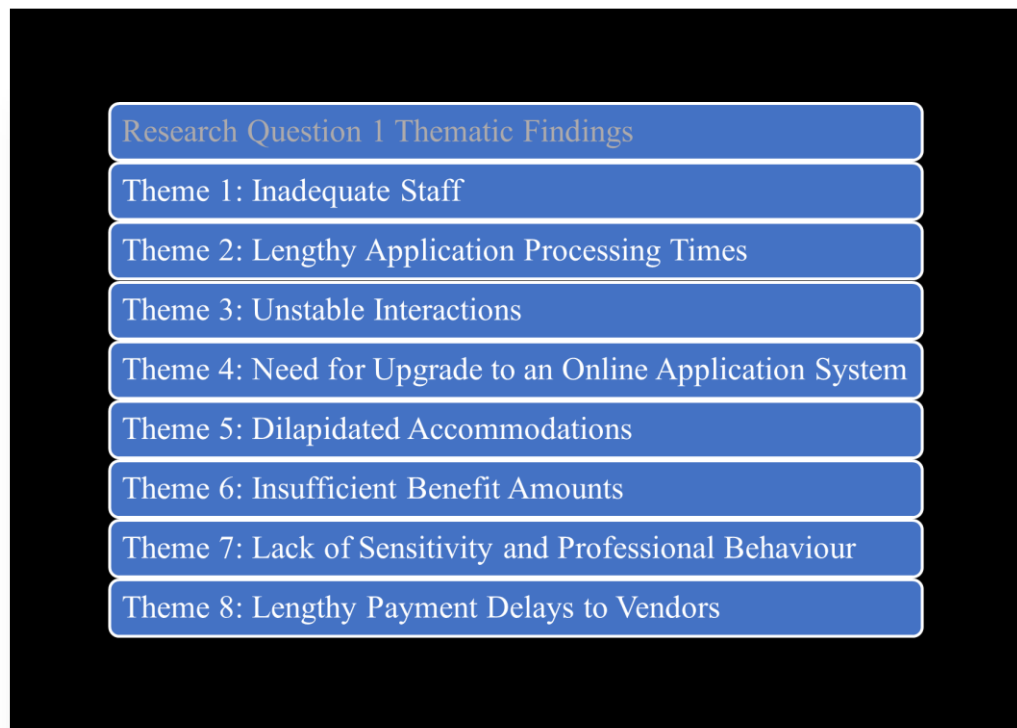 Research Question 1 Thematic Findings
Theme 1: Inadequate Staff
Theme 2: Lengthy Application Processing Times
Theme 3: Unstable Interactions
Theme 4: Need for Upgrade to an Online Application System
Theme 5: Dilapidated Accommodations
Theme 6: Insufficient Benefit Amounts
Theme 7: Lack of Sensitivity and Professional Behaviour
Theme 8: Lengthy Payment Delays to Vendors